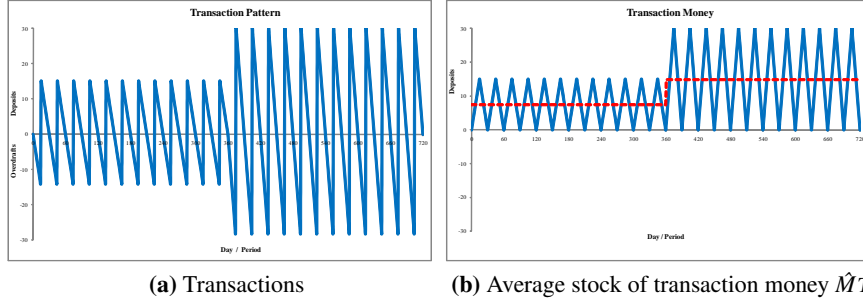 Transaction Pattern
30
20
Deposits
10
0
0 60 120 180 240 300 360 420 480 540 600 660 720
Overdrafts
-10
-20
-30
Day / Period
(a) Transactions
Transaction Money
30
20
Deposits
10
0
0 60 120 180 240 300 360 420 480 540 600 660 720
-10
-20
-30
Day / Period
(b) Average stock of transaction money M̂T